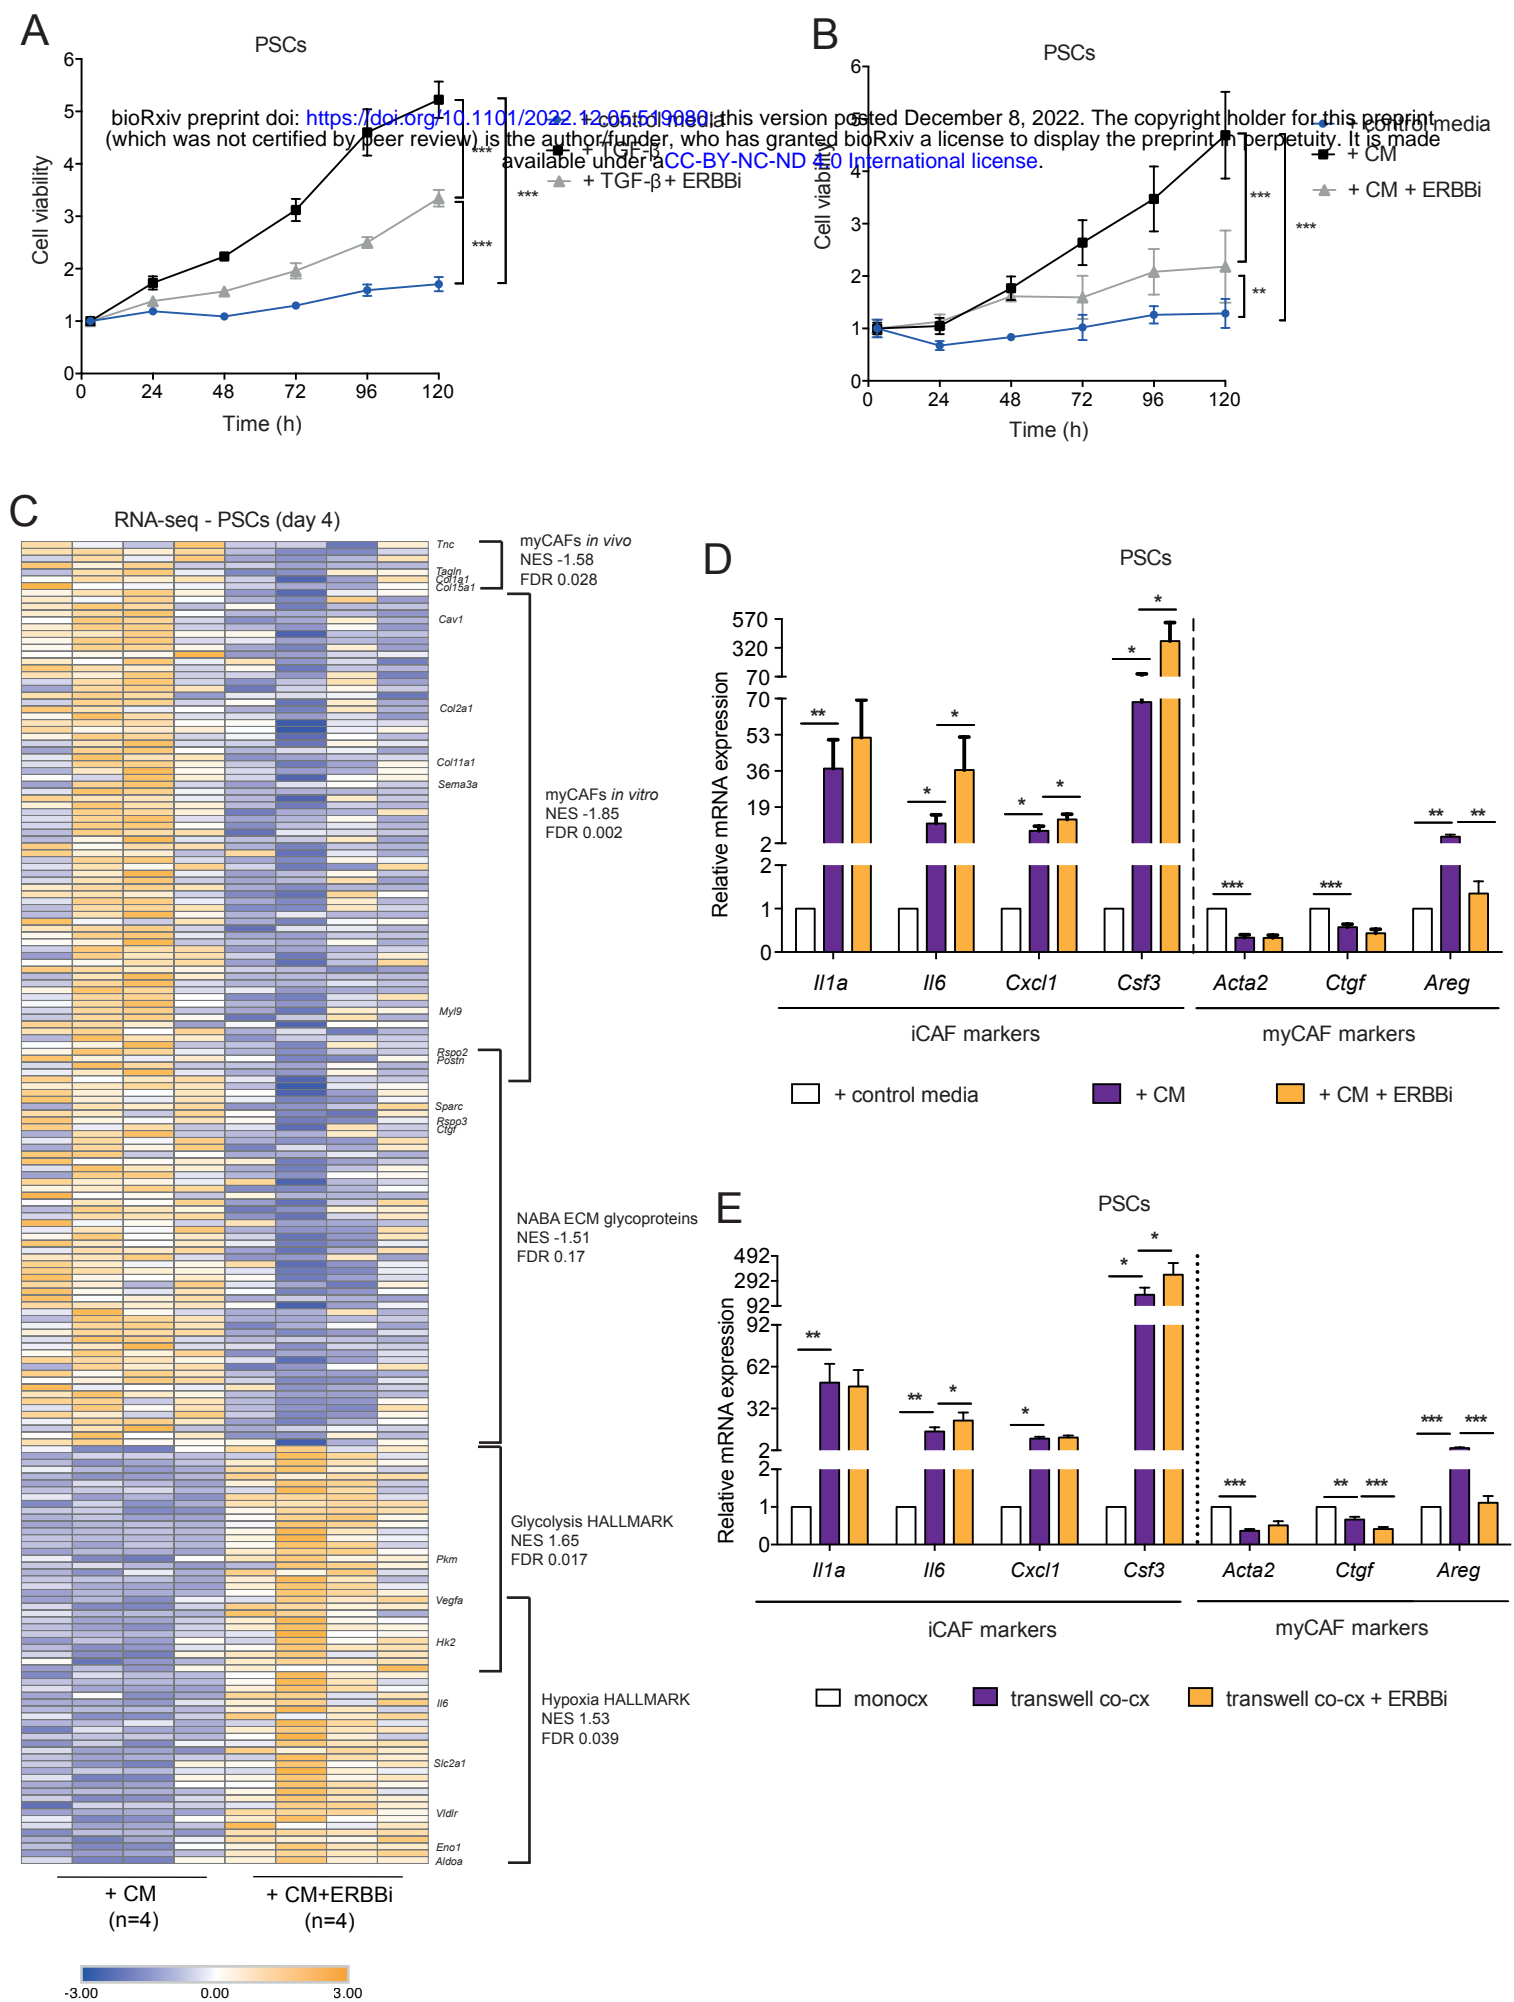 A
PSCs
B
PSCs
bioRxiv preprint doi: https://doi.org/10.1101/2022.12.05.519080; this version posted December 8, 2022. The copyright holder for this preprint
(which was not certified by peer review) is the author/funder, who has granted bioRxiv a license to display the preprint in perpetuity. It is made
available under aCC-BY-NC-ND 4.0 International license.
Cell viability
6
5
4
3
2
1
0
0 24 48 72 96 120
Time (h)
+ control media
+ TGF-β
+ TGF-β + ERBBi
***
***
***
Cell viability
6
5
4
3
2
1
0
0 24 48 72 96 120
Time (h)
+ control media
+ CM
+ CM + ERBBi
***
***
**
C
RNA-seq - PSCs (day 4)
Tnc
Tagln
Col1a1
Col15a1
Cav1
Col2a1
Col11a1
Sema3a
Myl9
Rspo2
Postn
Sparc
Rspo3
Ctgf
Pkm
Vegfa
Hk2
Il6
Slc2a1
Vldlr
Eno1
Aldoa
myCAFs in vivo
NES -1.58
FDR 0.028
myCAFs in vitro
NES -1.85
FDR 0.002
NABA ECM glycoproteins
NES -1.51
FDR 0.17
Glycolysis HALLMARK
NES 1.65
FDR 0.017
Hypoxia HALLMARK
NES 1.53
FDR 0.039
+ CM
(n=4)
+ CM+ERBBi
(n=4)
-3.00 0.00 3.00
D
PSCs
Relative mRNA expression
570
320
70
70
53
36
19
2
2
1
0
** * * * * * * *** *** ** **
Il1a Il6 Cxcl1 Csf3 Acta2 Ctgf Areg
iCAF markers myCAF markers
+ control media + CM + CM + ERBBi
E
PSCs
Relative mRNA expression
492
292
92
92
62
32
2
2
1
0
** ** * * * * *** ** *** *** ***
Il1a Il6 Cxcl1 Csf3 Acta2 Ctgf Areg
iCAF markers myCAF markers
monocx transwell co-cx transwell co-cx + ERBBi